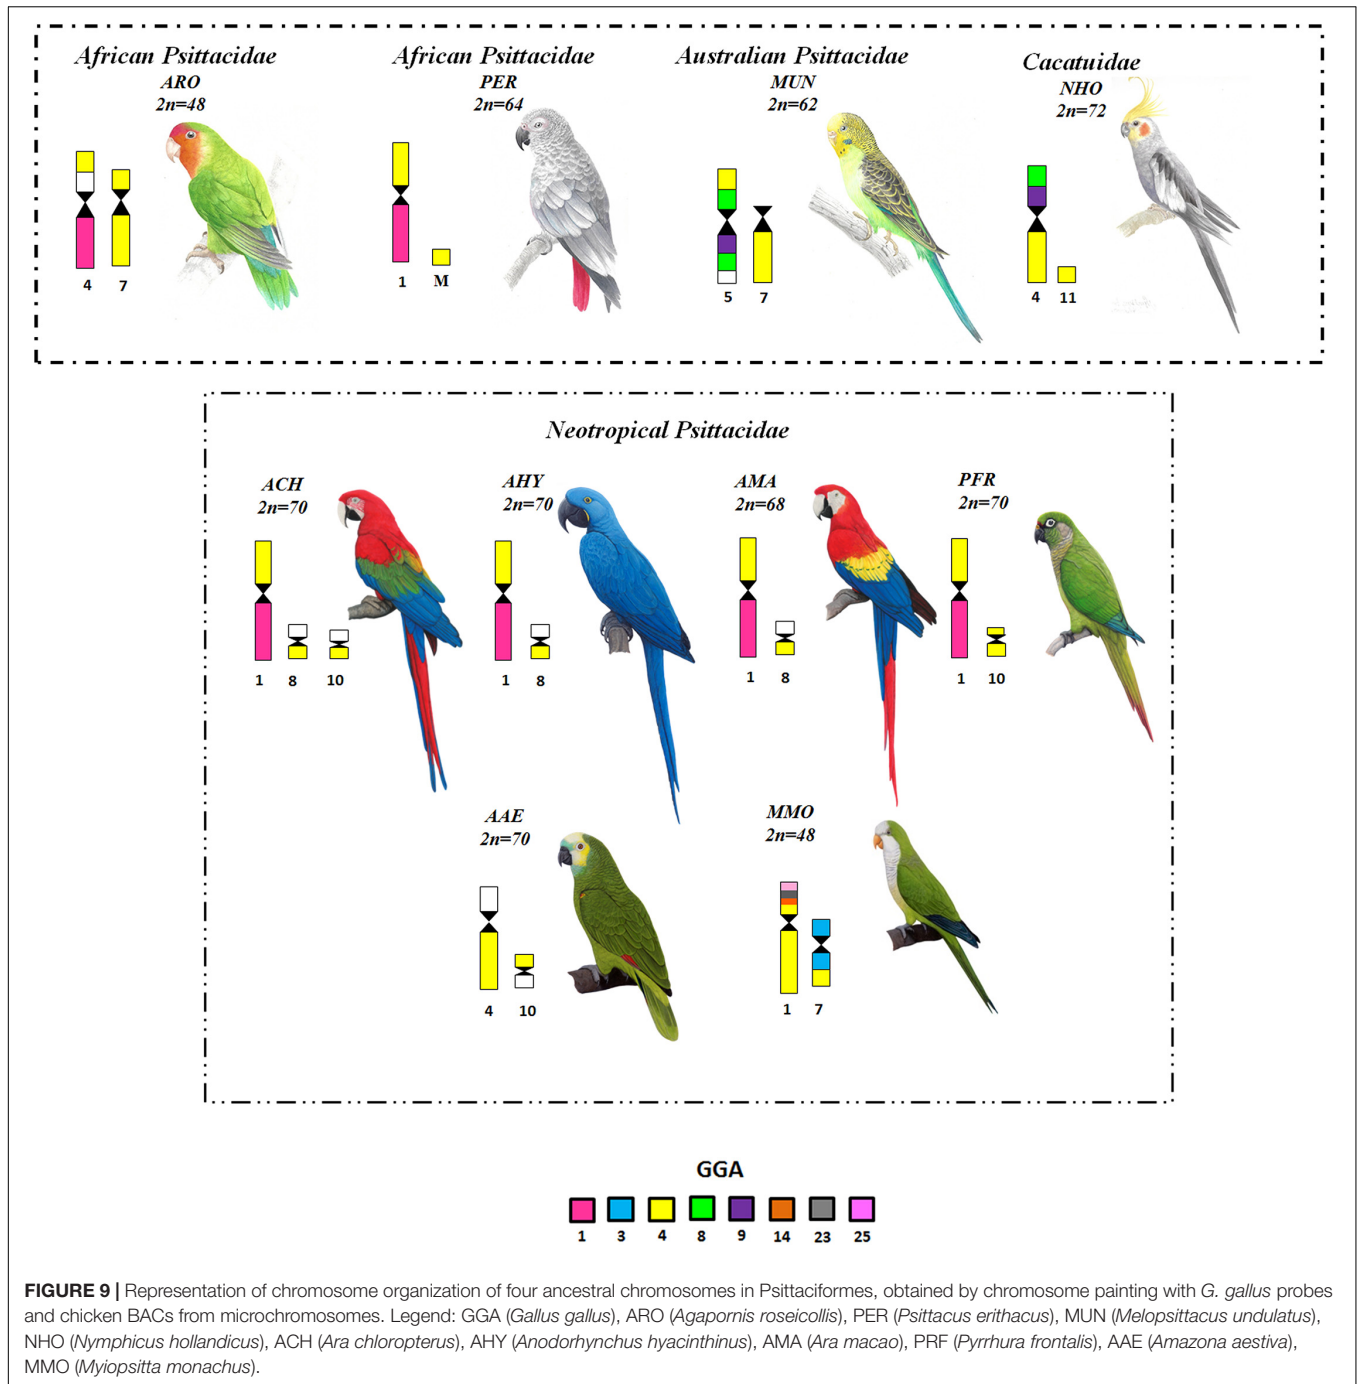 African Psittacidae
ARO
2n=48
4 7
African Psittacidae
PER
2n=64
1 M
Australian Psittacidae
MUN
2n=62
5 7
Cacatuidae
NHO
2n=72
4 11
Neotropical Psittacidae
ACH
2n=70
1 8 10
AHY
2n=70
1 8
AMA
2n=68
1 8
PFR
2n=70
1 10
AAE
2n=70
4 10
MMO
2n=48
1 7
GGA
1 3 4 8 9 14 23 25
FIGURE 9 | Representation of chromosome organization of four ancestral chromosomes in Psittaciformes, obtained by chromosome painting with G. gallus probes
and chicken BACs from microchromosomes. Legend: GGA (Gallus gallus), ARO (Agapornis roseicollis), PER (Psittacus erithacus), MUN (Melopsittacus undulatus),
NHO (Nymphicus hollandicus), ACH (Ara chloropterus), AHY (Anodorhynchus hyacinthinus), AMA (Ara macao), PRF (Pyrrhura frontalis), AAE (Amazona aestiva),
MMO (Myiopsitta monachus).